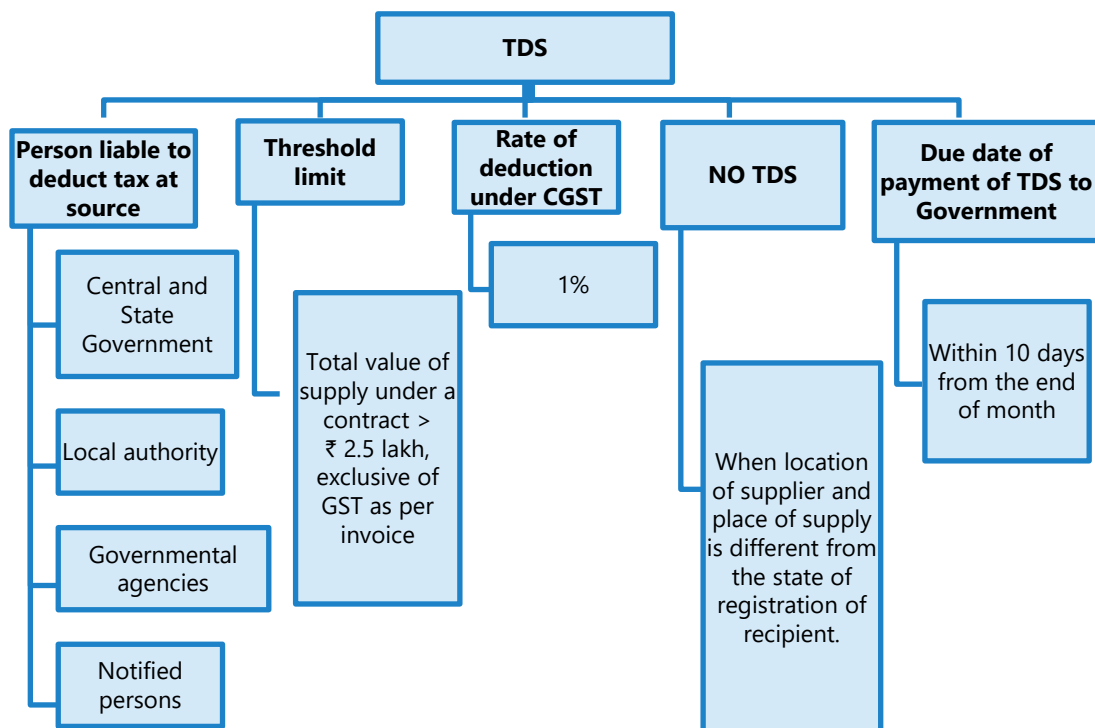 TDS
Person liable to
deduct tax at
source
Central and
State
Government
Local authority
Governmental
agencies
Notified
persons
Threshold
limit
Total value of
supply under a
contract >
₹ 2.5 lakh,
exclusive of
GST as per
invoice
Rate of
deduction
under CGST
1%
NO TDS
When location
of supplier and
place of supply
is different from
the state of
registration of
recipient.
Due date of
payment of TDS to
Government
Within 10 days
from the end
of month